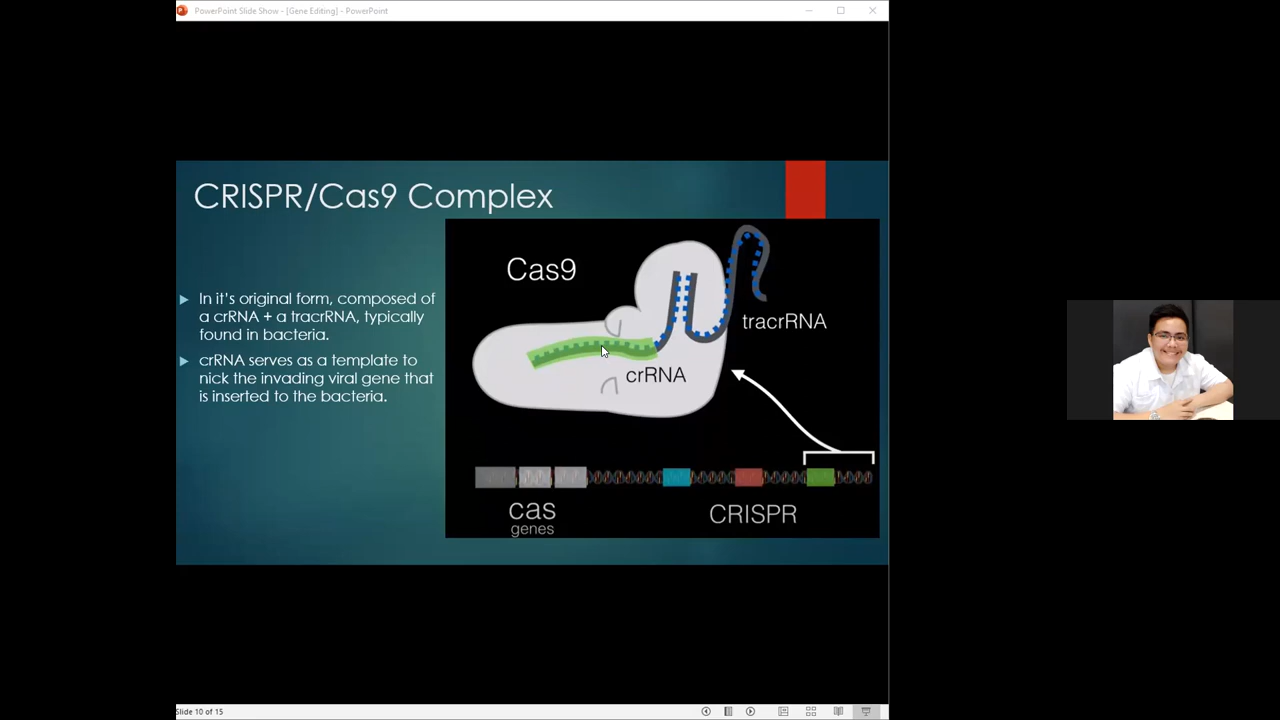 PowerPoint Slide Show - [Gene Editing] - PowerPoint
CRISPR/Cas9 Complex
In it's original form, composed of
a crRNA + a tracrRNA, typically
found in bacteria.
crRNA serves as a template to
nick the invading viral gene that
is inserted to the bacteria.
Cas9
tracrRNA
crRNA
cas
genes
CRISPR
Slide 10 of 15